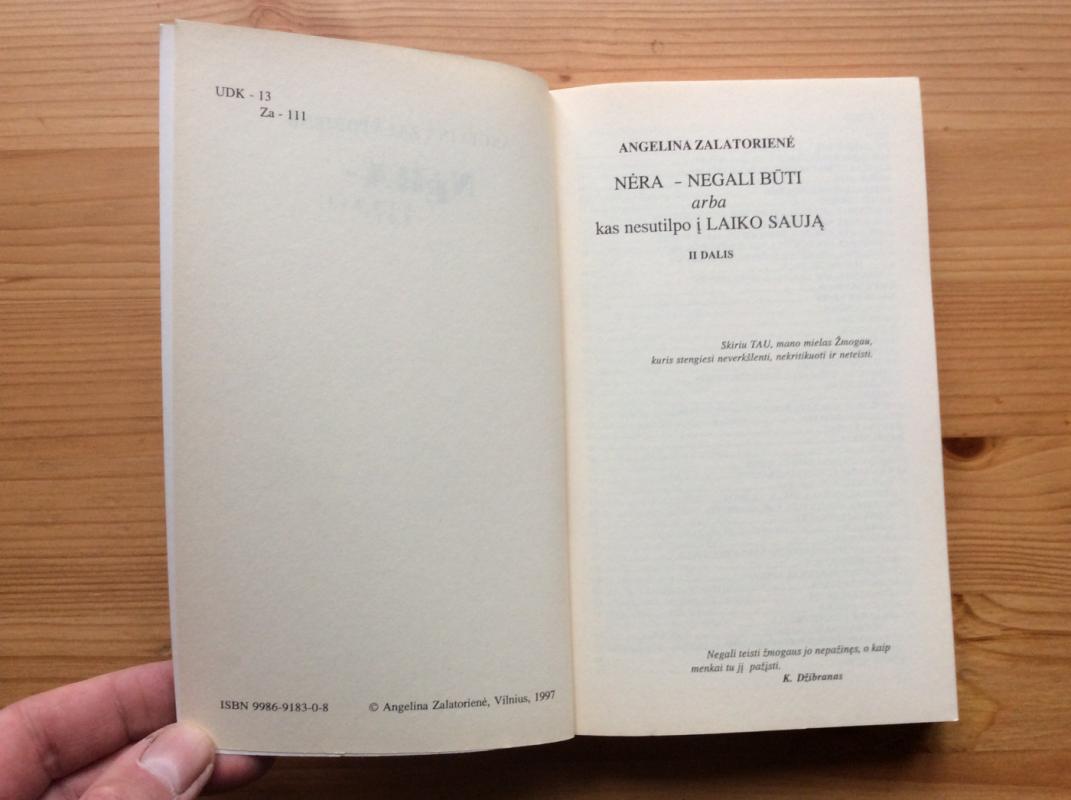 UDK - 13
Za - 111
ISBN 9986-9183-0-8 © Angelina Zalatorienė, Vilnius, 1997
ANGELINA ZALATORIENĖ
NĖRA - NEGALI BŪTI
arba
kas nesutilpo į LAIKO SAUJĄ
II DALIS
Skiriu TAU, mano mielas Žmogau,
kuris stengiesi neverkšlenti, nekritikuoti ir neteisti.
Negali teisti žmogaus jo nepažinęs, o kaip
menkai tu jį pažįsti.
K. Džibranas